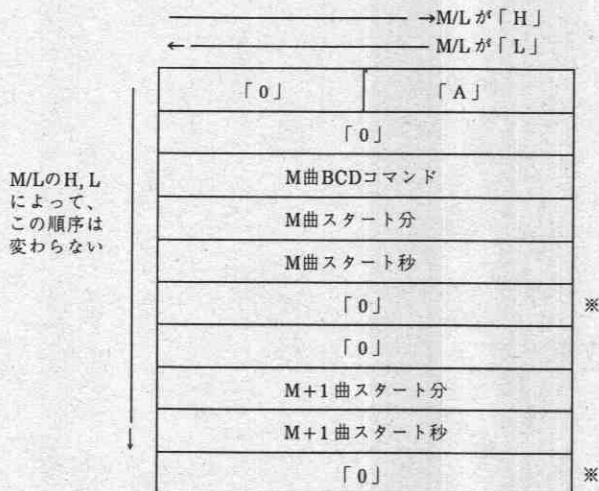 →M/Lが「H」
← M/Lが「L」
「0」 「A」
「0」
M曲BCDコマンド
M曲スタート分
M曲スタート秒
「0」 ※
「0」
M+1曲スタート分
M+1曲スタート秒
「0」 ※
M/LのH, L
によって、
この順序は
変わらない